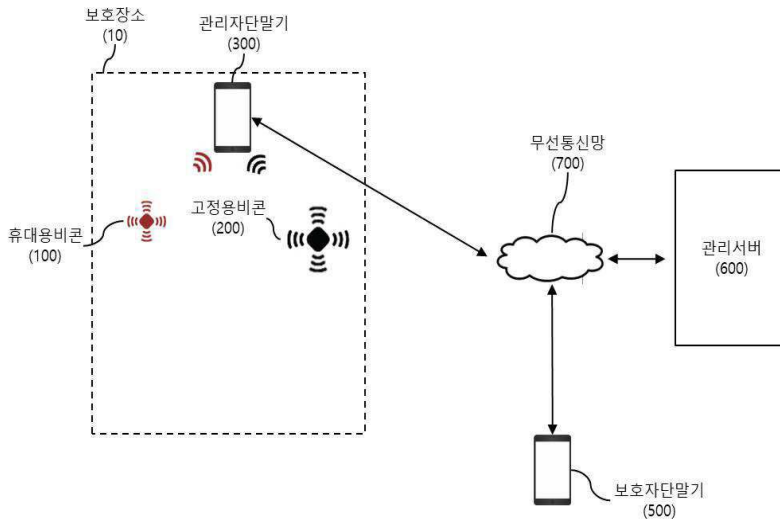 보호장소
(10)
관리자단말기
(300)
무선통신망
(700)
휴대용비콘
(100)
고정용비콘
(200)
관리서버
(600)
보호자단말기
(500)